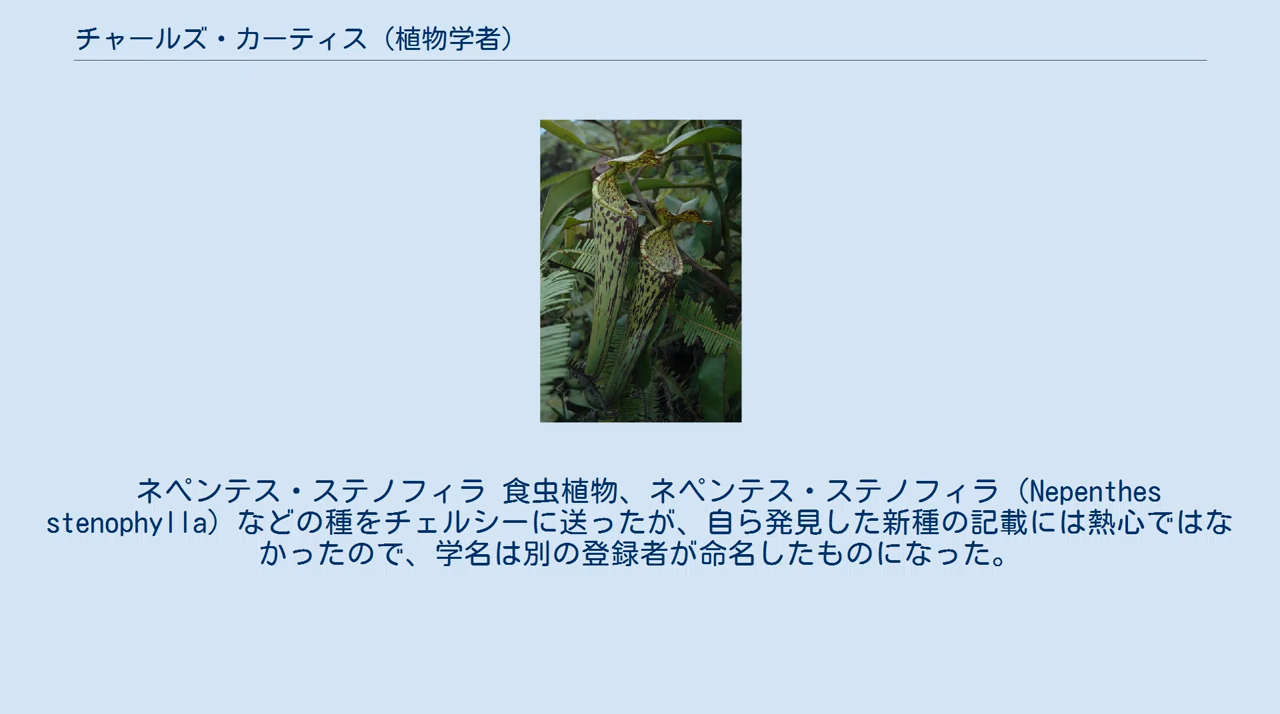 チャールズ・カーティス（植物学者）
ネペンテス・ステノフィラ 食虫植物、ネペンテス・ステノフィラ（Nepenthes
stenophylla）などの種をチェルシーに送ったが、自ら発見した新種の記載には熱心ではな
かったので、学名は別の登録者が命名したものになった。